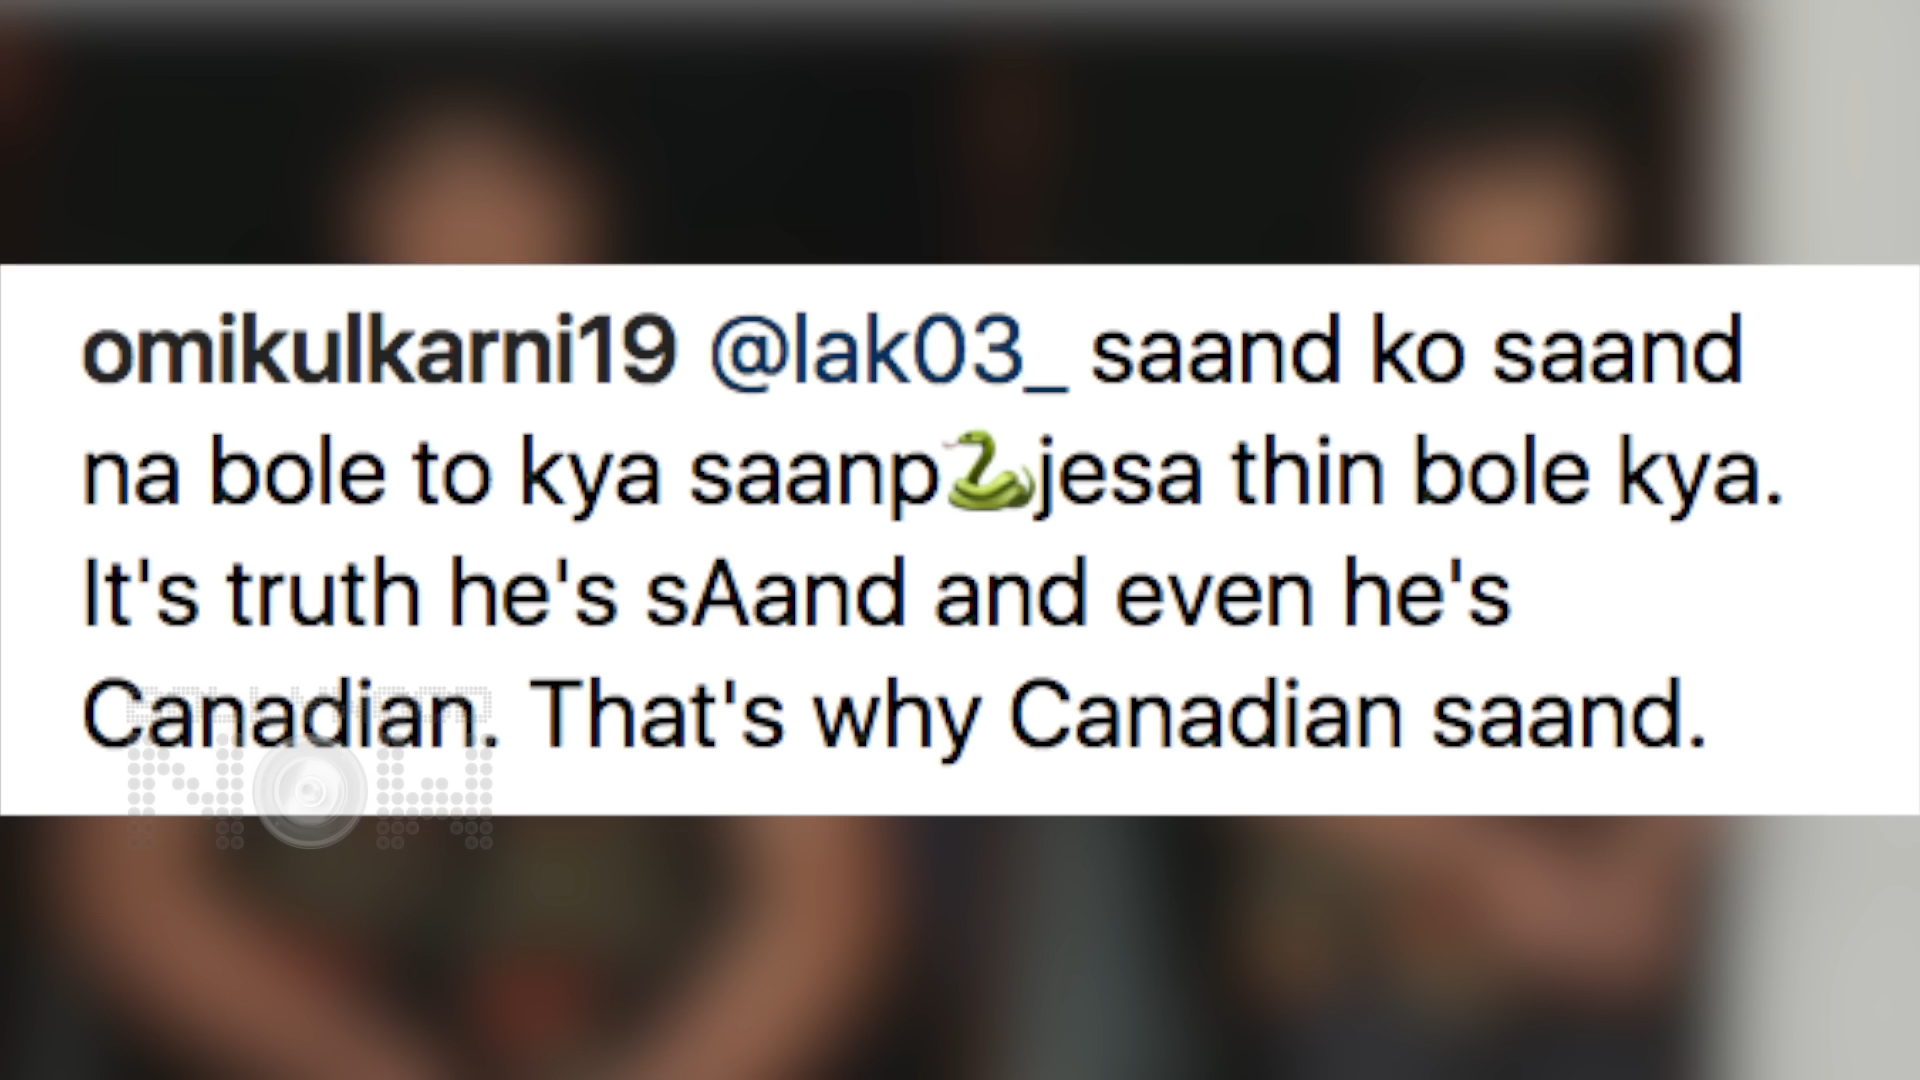 omikulkarni19 @lak03_ saand ko saand
na bole to kya saanp🐍jesa thin bole kya.
It's truth he's sAand and even he's
Canadian. That's why Canadian saand.
NOW